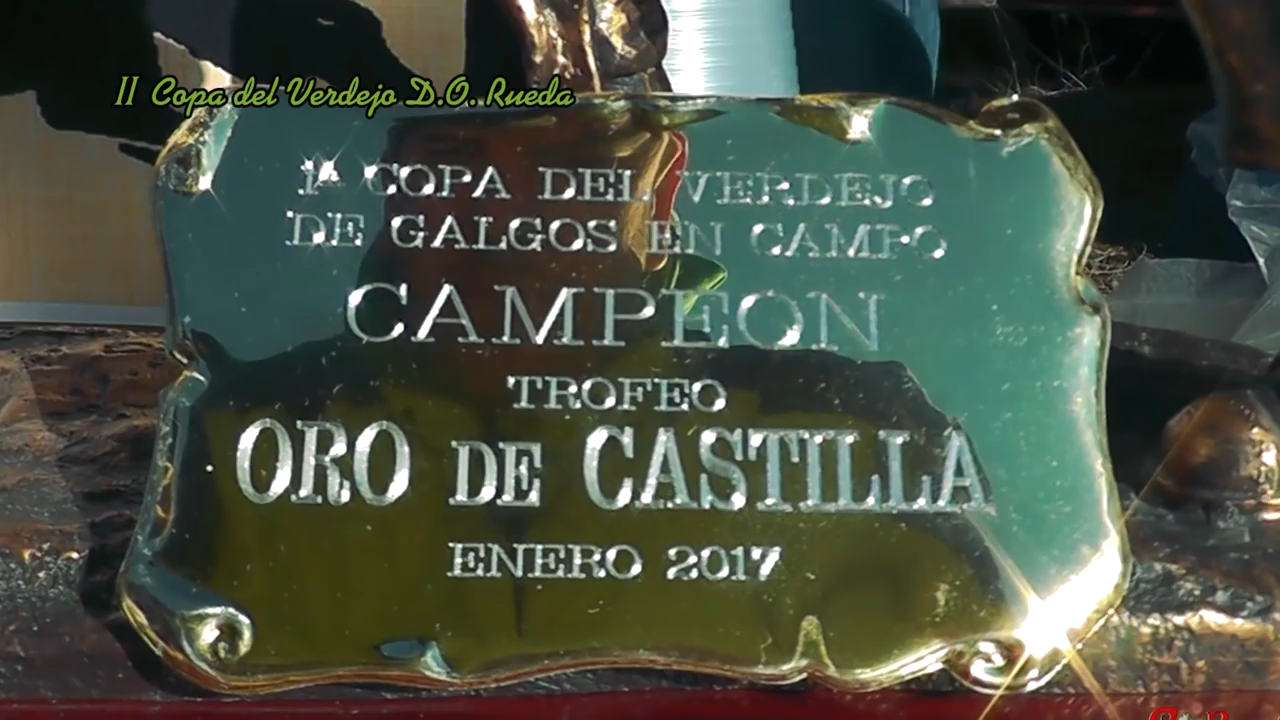 II Copa del Verdejo D.O. Rueda
1ª COPA DEL VERDEJO
DE GALGOS EN CAMPO
CAMPEON
TROFEO
ORO DE CASTILLA
ENERO 2017